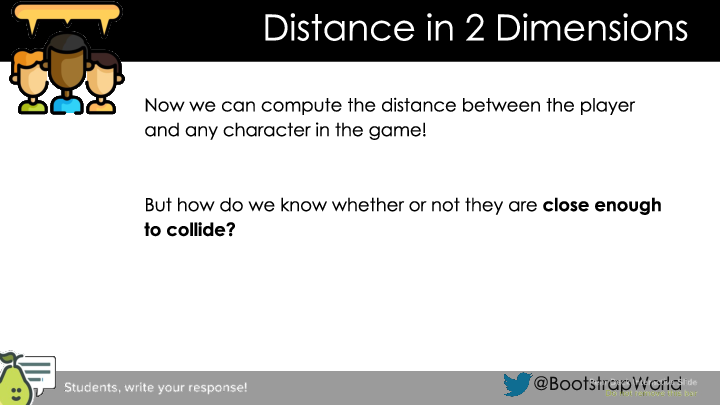 Distance in 2 Dimensions
Now we can compute the distance between the player
and any character in the game!
But how do we know whether or not they are close enough
to collide?
Students, write your response!
@BootstrapWorld